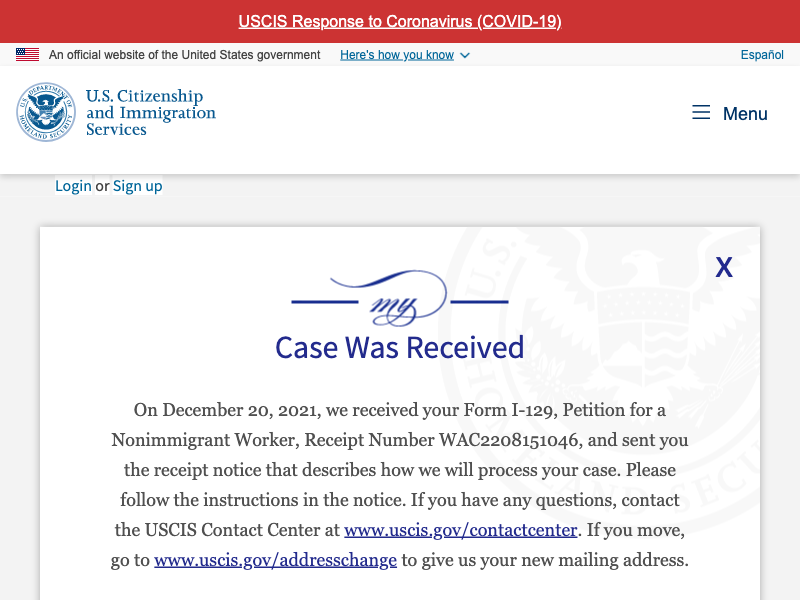 USCIS Response to Coronavirus (COVID-19)
An official website of the United States government Here's how you know Español
U.S. Citizenship
and Immigration
Services
Menu
Login or Sign up
X
my
Case Was Received
On December 20, 2021, we received your Form I-129, Petition for a
Nonimmigrant Worker, Receipt Number WAC2208151046, and sent you
the receipt notice that describes how we will process your case. Please
follow the instructions in the notice. If you have any questions, contact
the USCIS Contact Center at www.uscis.gov/contactcenter. If you move,
go to www.uscis.gov/addresschange to give us your new mailing address.